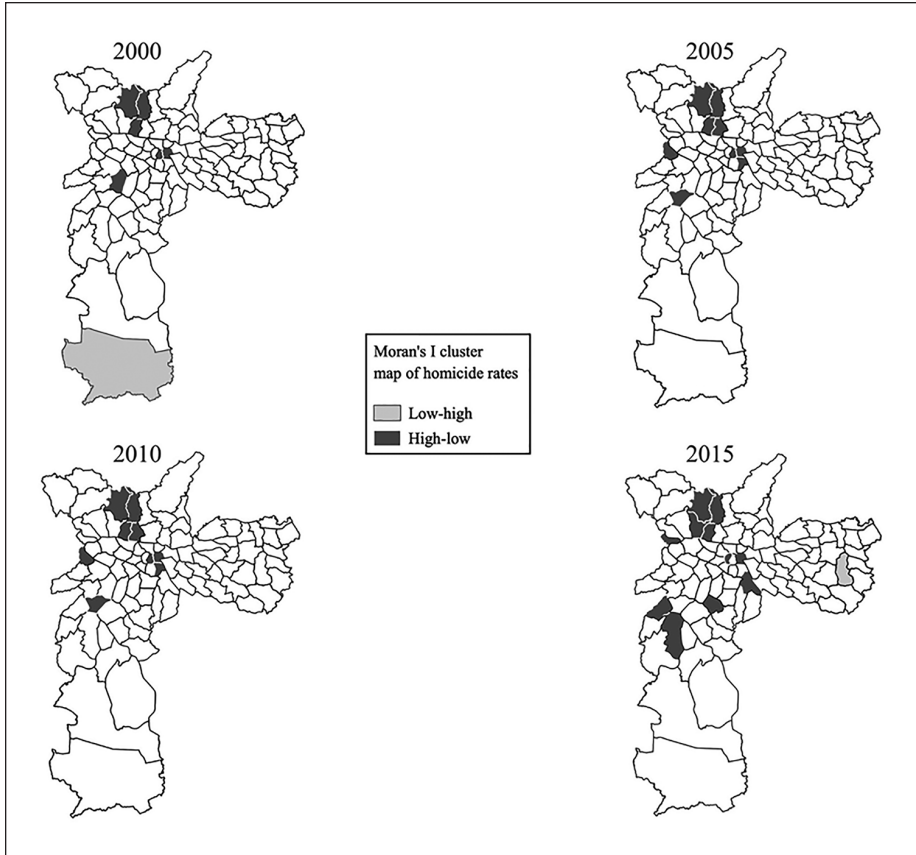 2000
2005
Moran's I cluster
map of homicide rates
Low-high
High-low
2010
2015